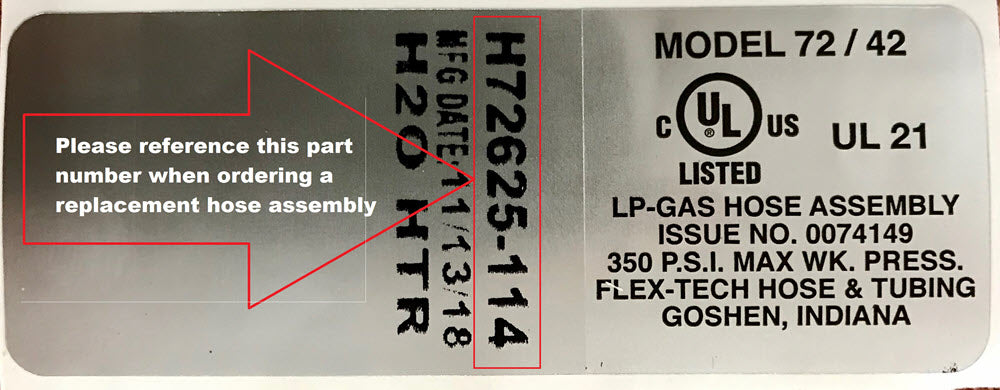 Please reference this part
number when ordering a
replacement hose assembly
H72625-114
MFG DATE-11/13/18
H2O HTR
MODEL 72 / 42
C UL ® US
LISTED
UL 21
LP-GAS HOSE ASSEMBLY
ISSUE NO. 0074149
350 P.S.I. MAX WK. PRESS.
FLEX-TECH HOSE & TUBING
GOSHEN, INDIANA